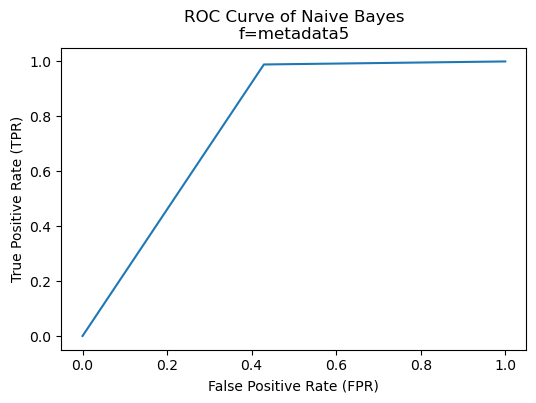 ROC Curve of Naive Bayes
f=metadata5
1.0
0.8
0.6
0.4
0.2
0.0
True Positive Rate (TPR)
0.0 0.2 0.4 0.6 0.8 1.0
False Positive Rate (FPR)